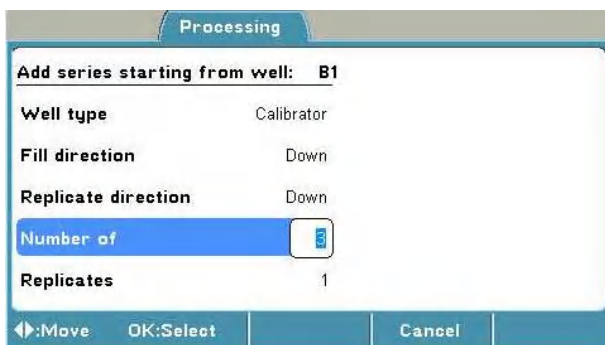 Processing
Add series starting from well: B1
Well type Calibrator
Fill direction Down
Replicate direction Down
Number of 3
Replicates 1
:Move OK:Select Cancel